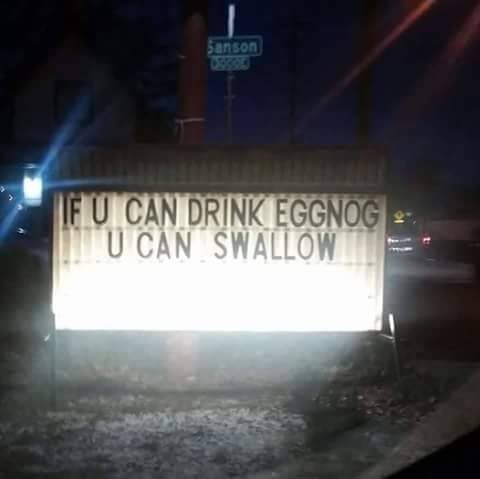 Sanson
IF U CAN DRINK EGGNOG
U CAN SWALLOW